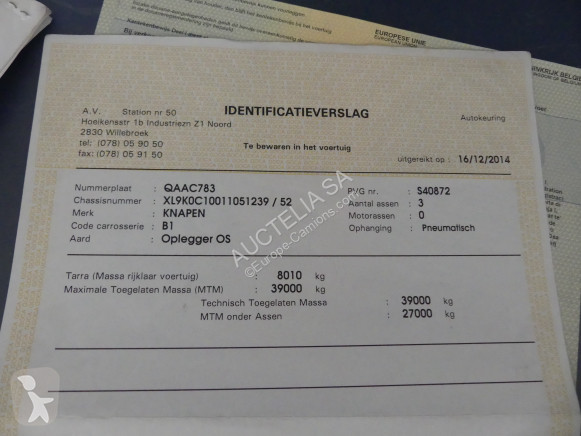 EUROPESE UNIE
EUROPEAN UNION
A.V. Station nr 50
IDENTIFICATIEVERSLAG
Autokeuring
Hoeikensstr 1b Industriezn Z1 Noord
2830 Willebroek
tel: (078) 05 90 50
fax: (078) 05 91 50
Te bewaren in het voertuig
uitgereikt op : 16/12/2014
Nummerplaat : QAAC783
PVG nr. : S40872
Chassisnummer : XL9K0C10011051239 / 52
Aantal assen : 3
Merk : KNAPEN
Motorassen : 0
Code carrosserie : B1
Ophanging : Pneumatisch
Aard : Oplegger OS
Tarra (Massa rijklaar voertuig) : 8010 kg
Maximale Toegelaten Massa (MTM) : 39000 kg
Technisch Toegelaten Massa : 39000 kg
MTM onder Assen : 27000 kg
AUCTELIA SA
©Europe-Camions.com